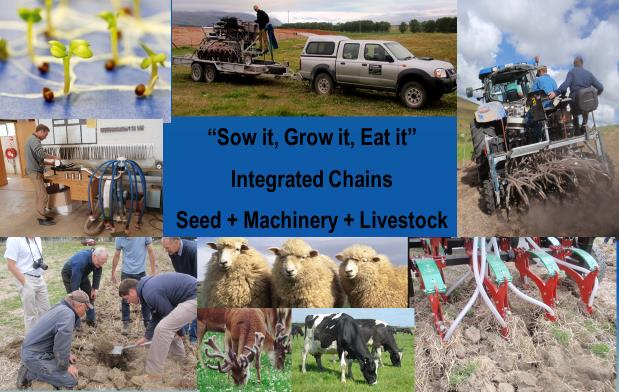 “Sow it, Grow it, Eat it”
Integrated Chains
Seed + Machinery + Livestock